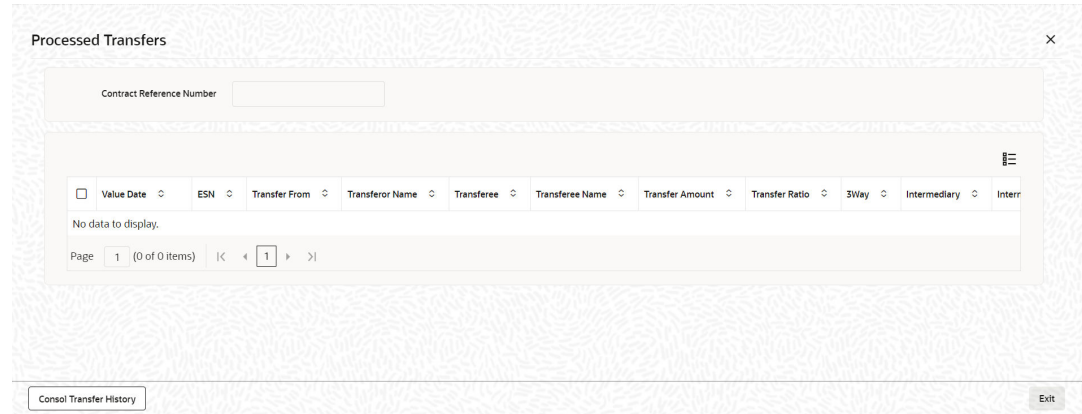 Processed Transfers
Contract Reference Number
Value Date ESN Transfer From Transferor Name Transferee Transferee Name Transfer Amount Transfer Ratio 3Way Intermediary Intern
No data to display.
Page 1 (0 of 0 items) 1
Consol Transfer History Exit